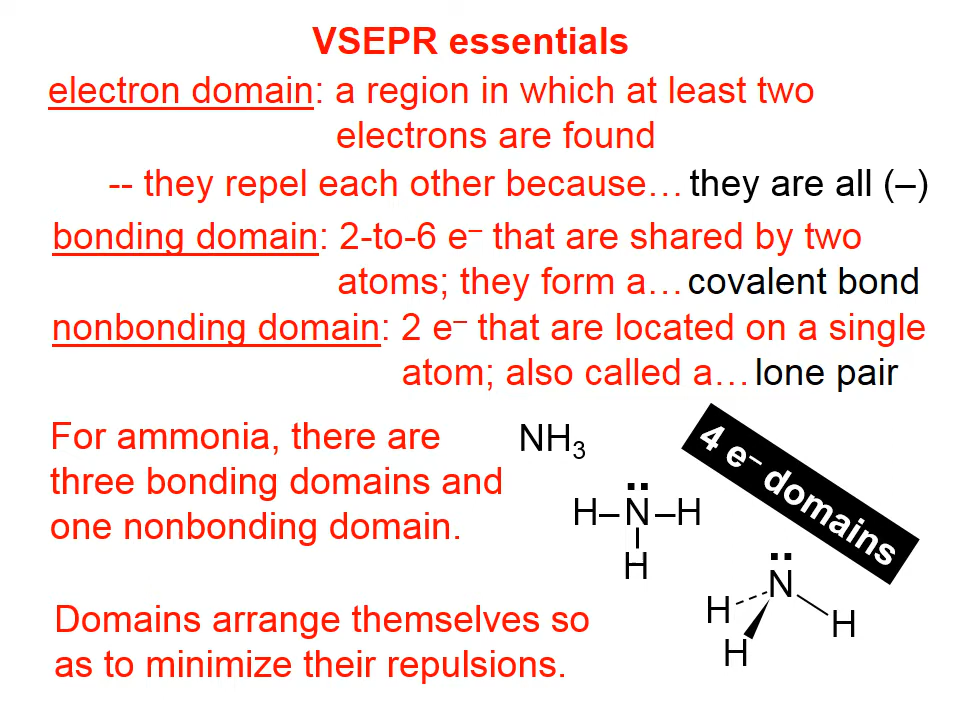 VSEPR essentials
electron domain: a region in which at least two
electrons are found
-- they repel each other because… they are all (–)
bonding domain: 2-to-6 e⁻ that are shared by two
atoms; they form a… covalent bond
nonbonding domain: 2 e⁻ that are located on a single
atom; also called a… lone pair
For ammonia, there are
three bonding domains and
one nonbonding domain.
NH₃
4 e⁻ domains
H–N–H
H
N
H
H
H
Domains arrange themselves so
as to minimize their repulsions.